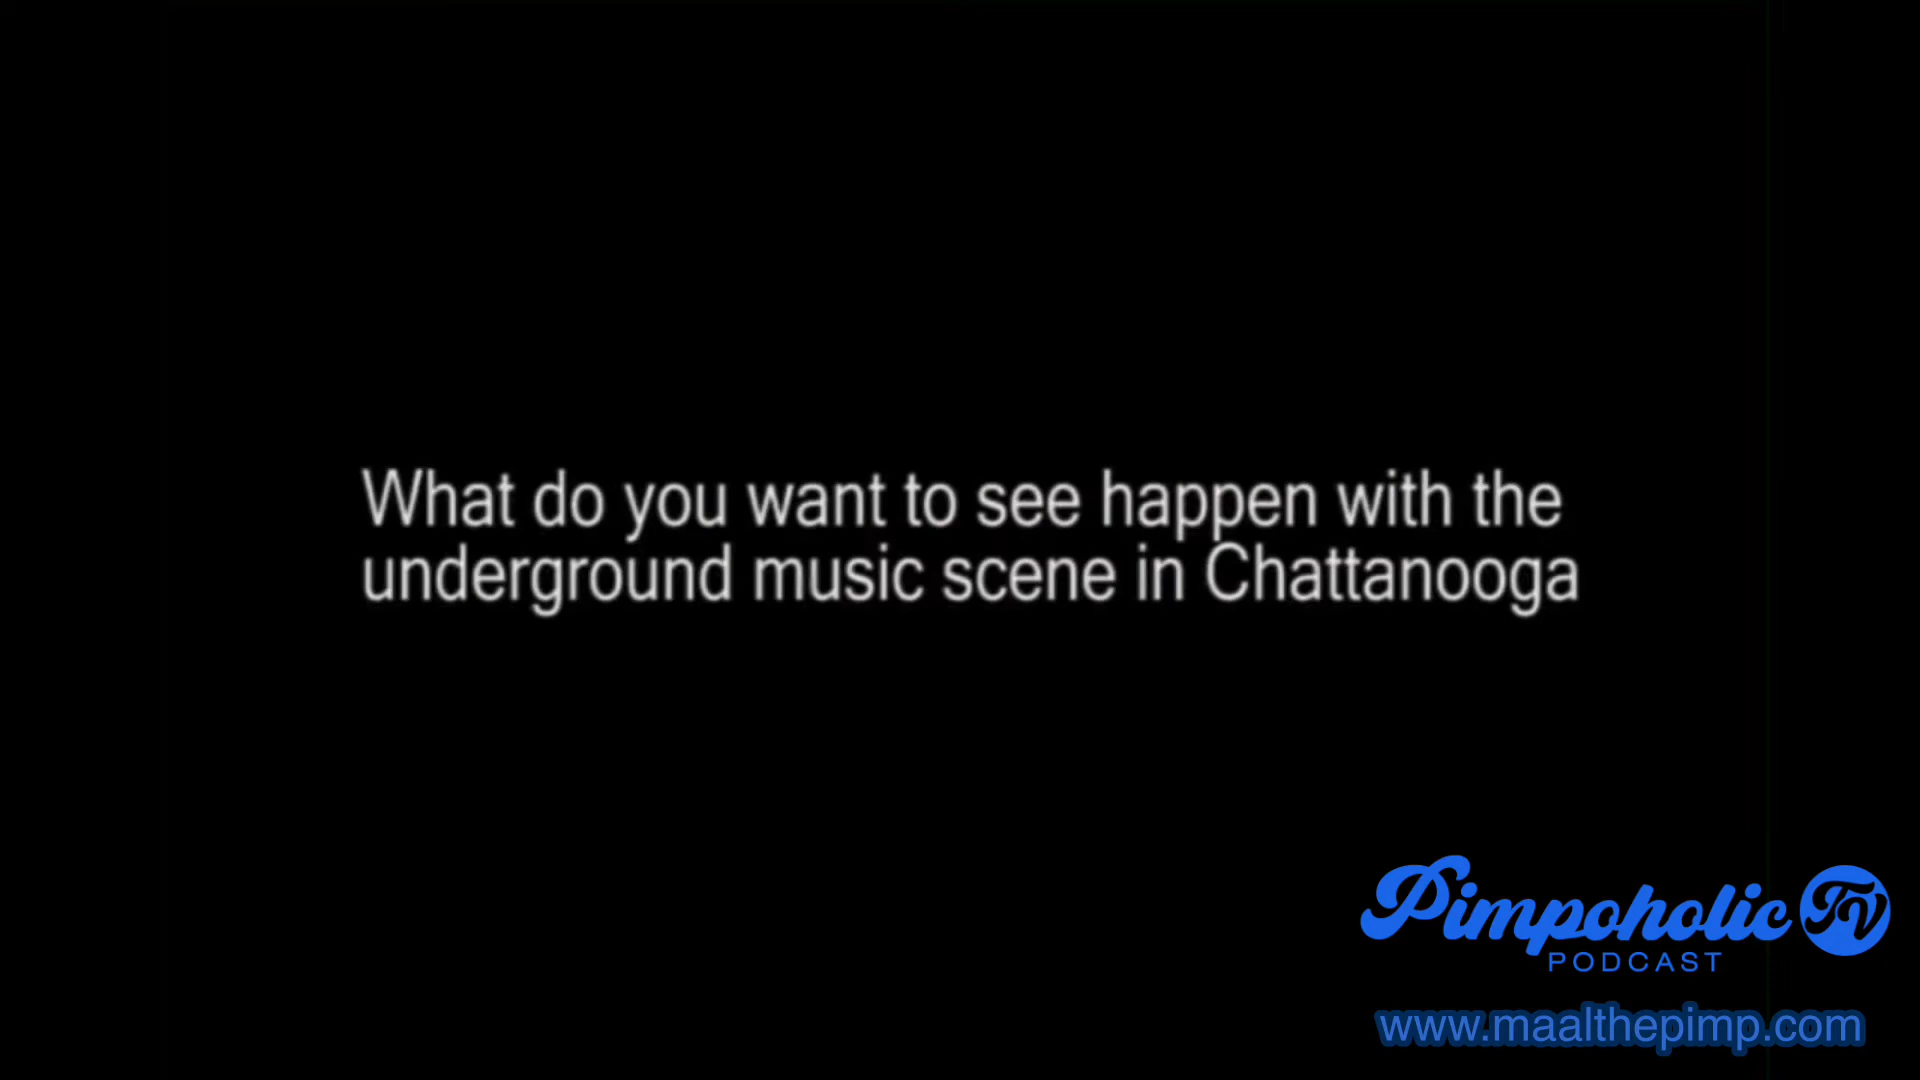 What do you want to see happen with the
underground music scene in Chattanooga
Pimpoholic TV
PODCAST
www.maalthepimp.com